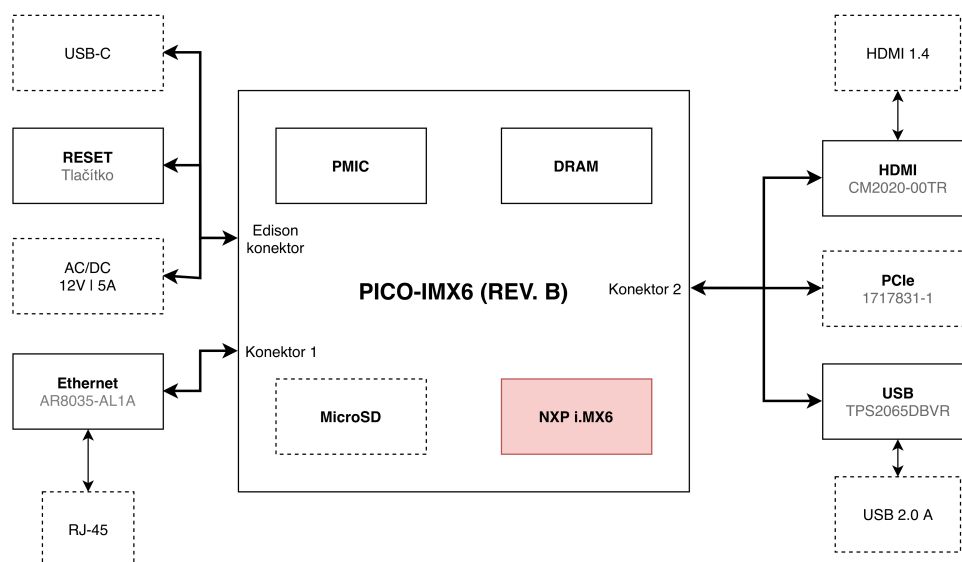 USB-C
RESET
Tlačítko
AC/DC
12V | 5A
Ethernet
AR8035-AL1A
RJ-45
PMIC
DRAM
Edison
konektor
PICO-IMX6 (REV. B)
Konektor 2
Konektor 1
MicroSD
NXP i.MX6
HDMI 1.4
HDMI
CM2020-00TR
PCIe
1717831-1
USB
TPS2065DBVR
USB 2.0 A